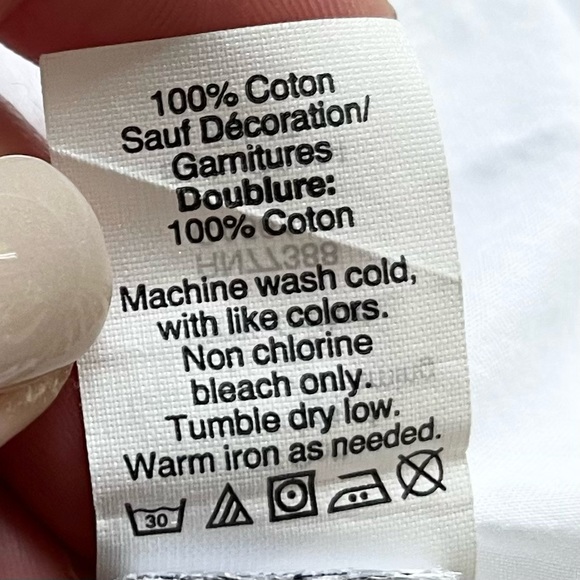 100% Coton
Sauf Décoration/
Garnitures
Doublure:
100% Coton
Machine wash cold,
with like colors.
Non chlorine
bleach only.
Tumble dry low.
Warm iron as needed.
30